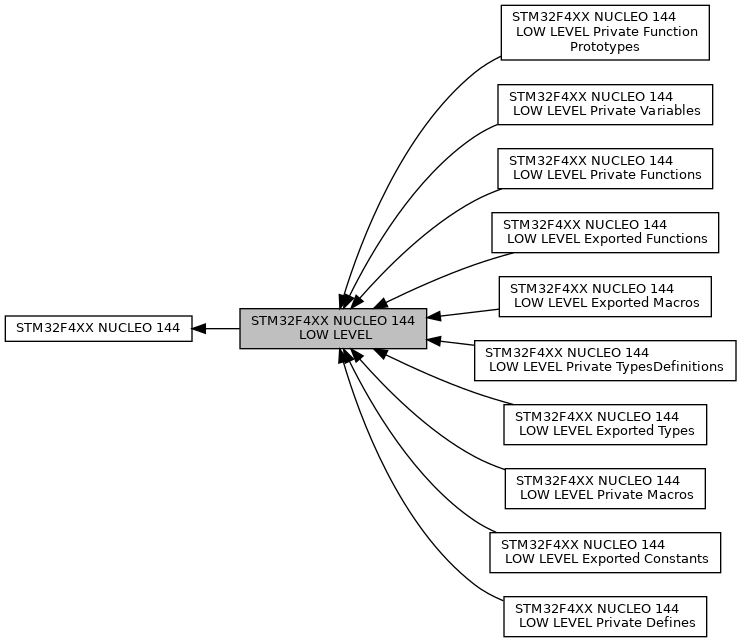 STM32F4XX NUCLEO 144
LOW LEVEL Private Function
Prototypes
STM32F4XX NUCLEO 144
LOW LEVEL Private Variables
STM32F4XX NUCLEO 144
LOW LEVEL Private Functions
STM32F4XX NUCLEO 144
LOW LEVEL Exported Functions
STM32F4XX NUCLEO 144
LOW LEVEL Exported Macros
STM32F4XX NUCLEO 144
STM32F4XX NUCLEO 144
LOW LEVEL
STM32F4XX NUCLEO 144
LOW LEVEL Private TypesDefinitions
STM32F4XX NUCLEO 144
LOW LEVEL Exported Types
STM32F4XX NUCLEO 144
LOW LEVEL Private Macros
STM32F4XX NUCLEO 144
LOW LEVEL Exported Constants
STM32F4XX NUCLEO 144
LOW LEVEL Private Defines